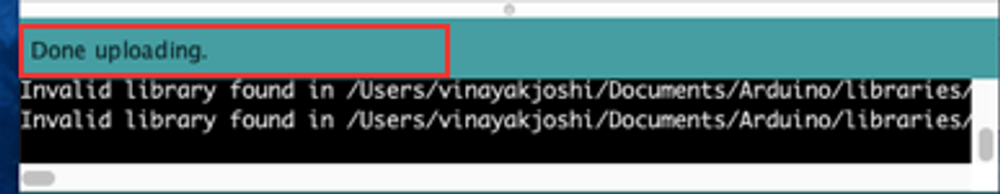 Done uploading.
Invalid library found in /Users/vinayakjoshi/Documents/Arduino/libraries/
Invalid library found in /Users/vinayakjoshi/Documents/Arduino/libraries/